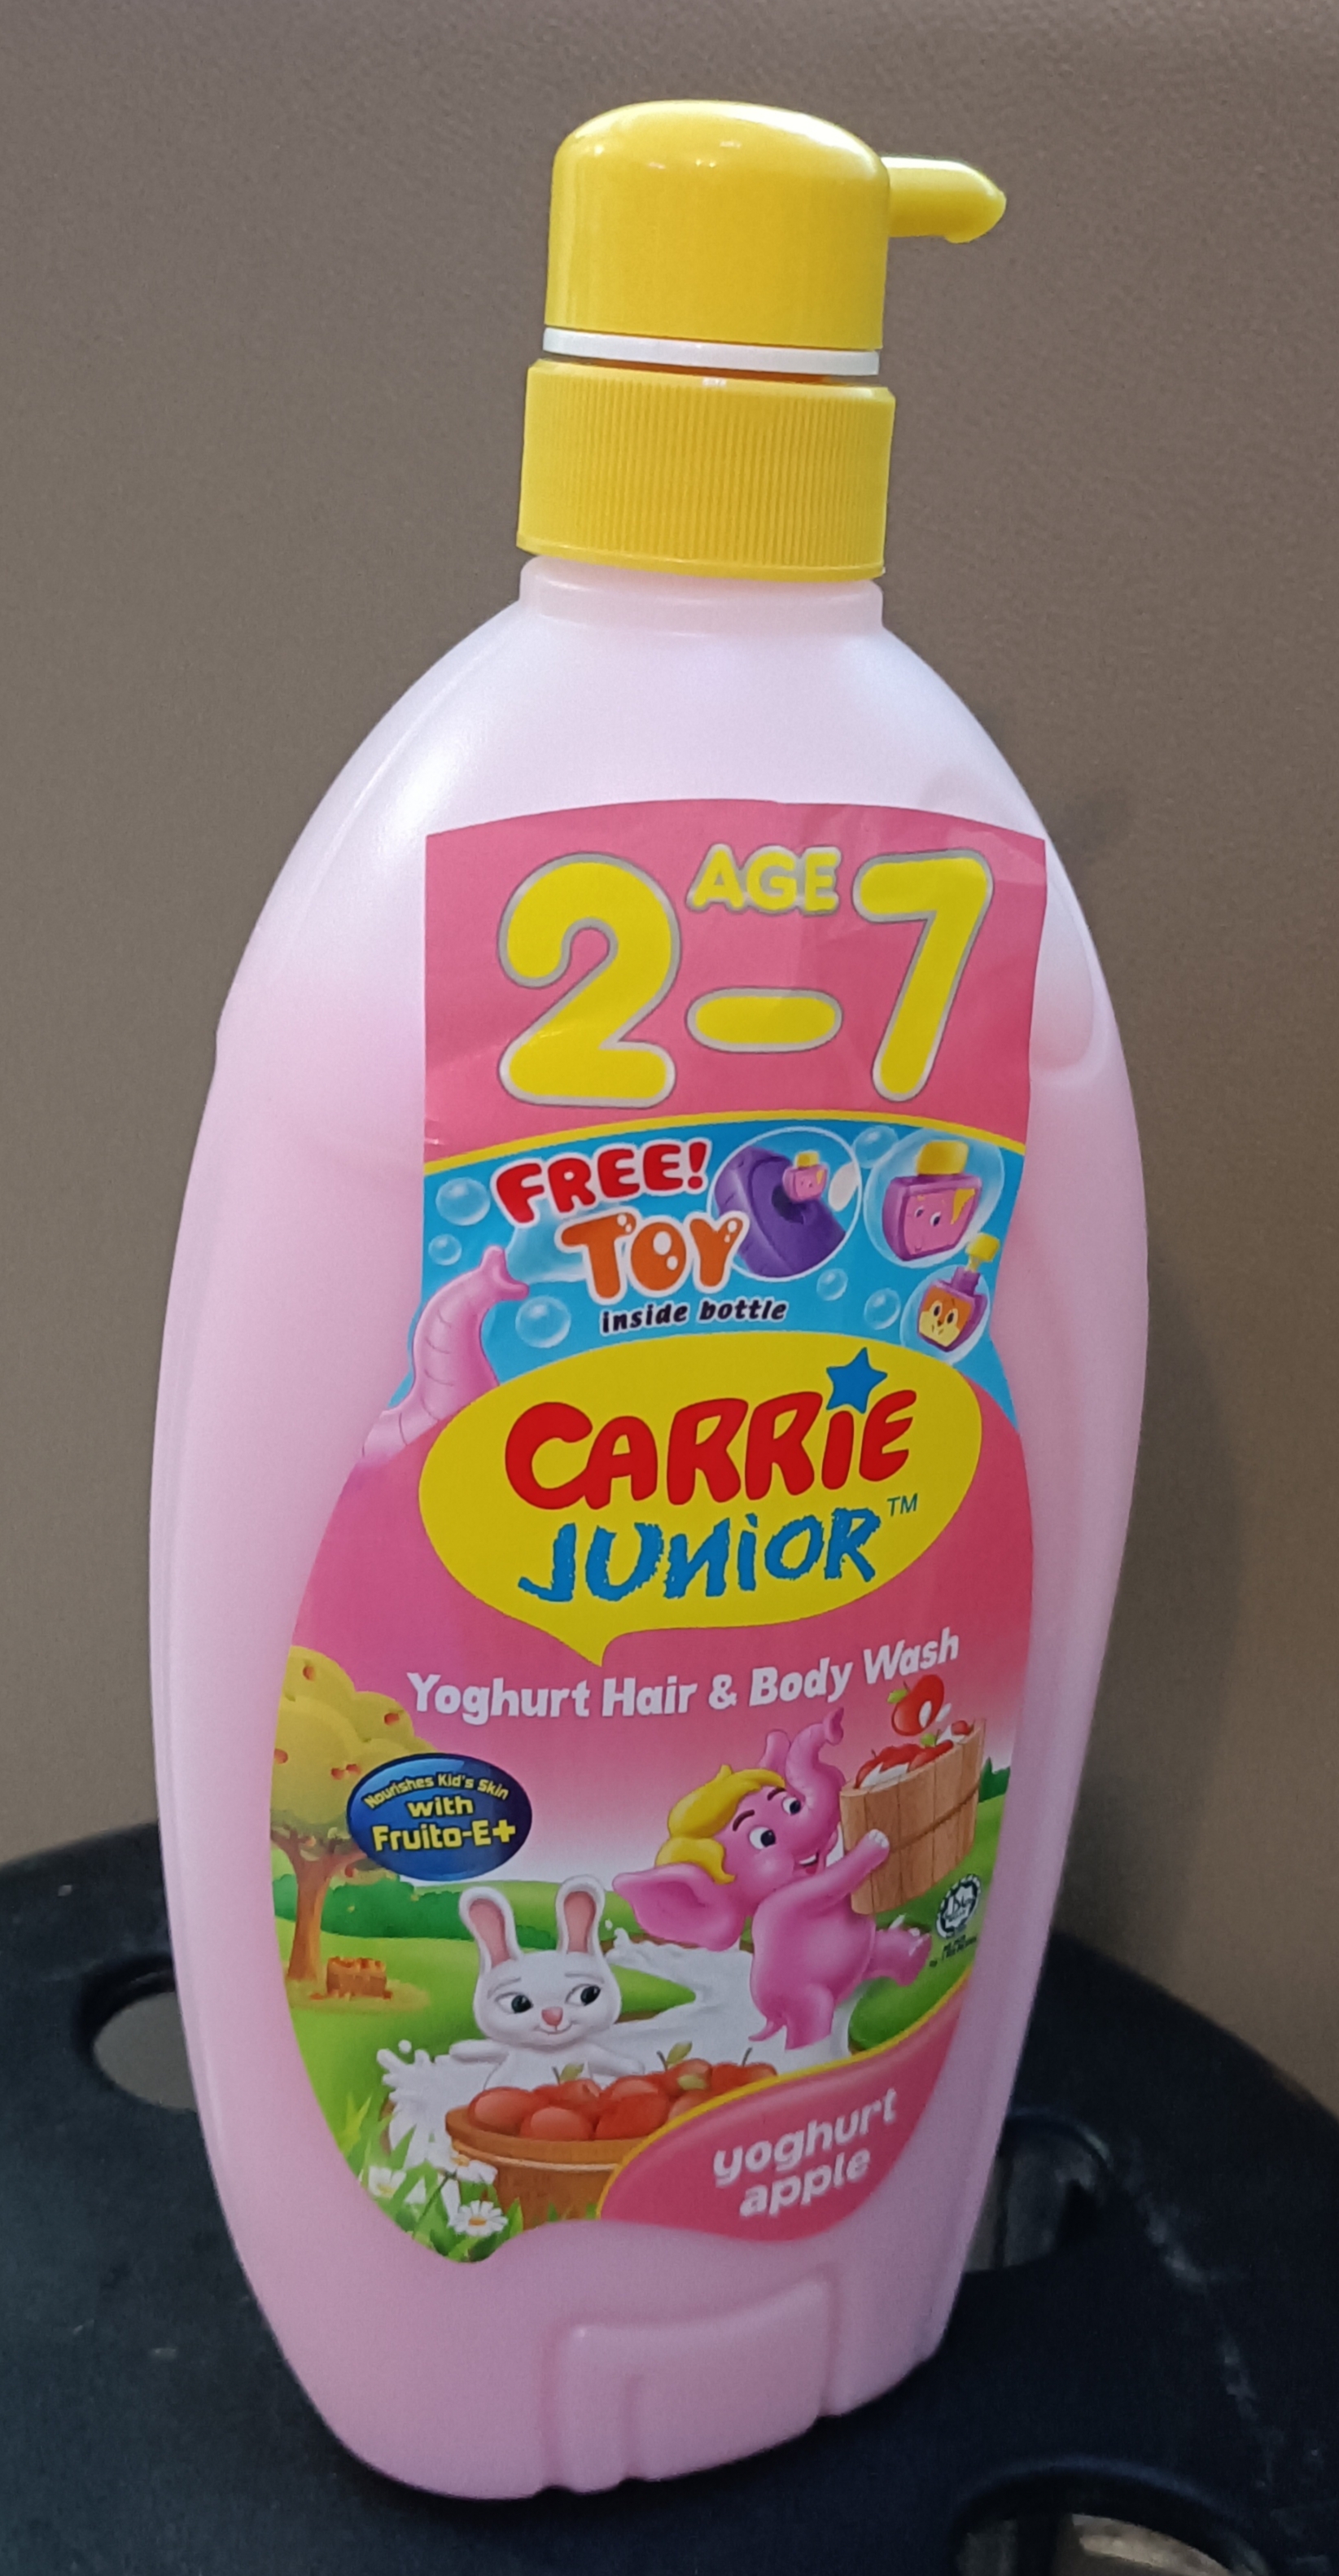 AGE
2-7
FREE!
TOY
inside bottle
CARRiE
JUNiOR™
Yoghurt Hair & Body Wash
Nourishes Kid's Skin
with
Fruito-E+
yoghurt
apple